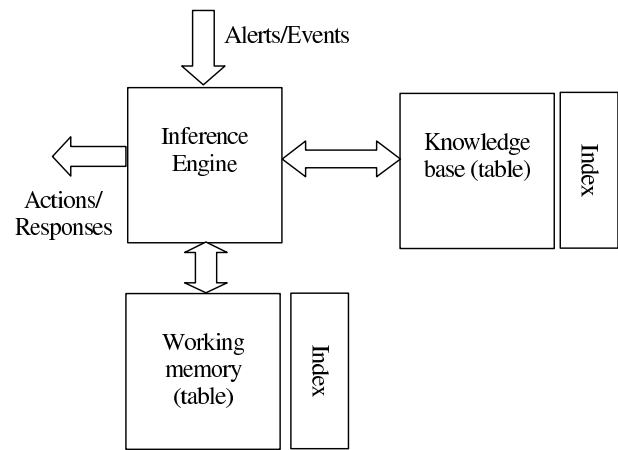 Alerts/Events
Inference
Engine
Knowledge
base (table)
Index
Actions/
Responses
Working
memory
(table)
Index